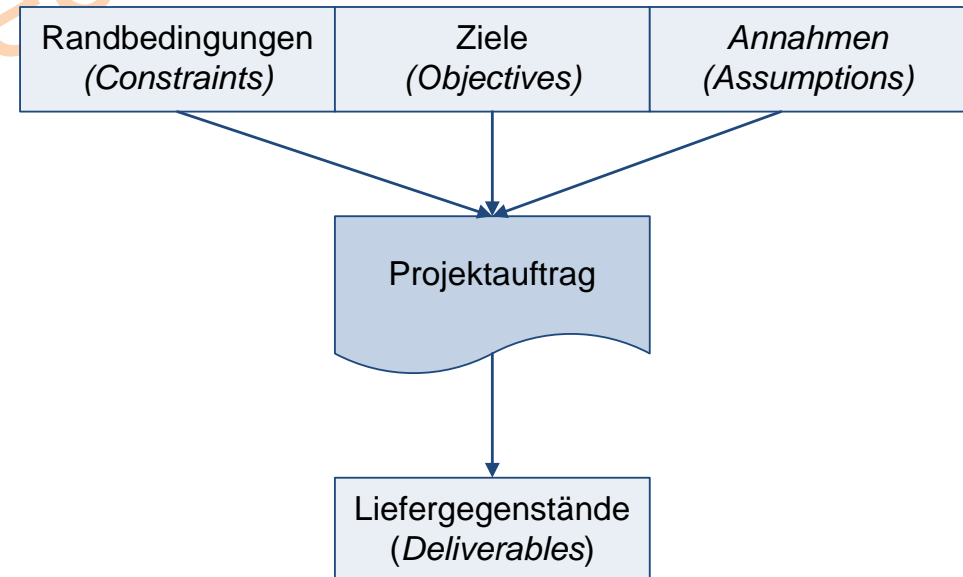 Randbedingungen
(Constraints)
Ziele
(Objectives)
Annahmen
(Assumptions)
Projektauftrag
Liefergegenstände
(Deliverables)